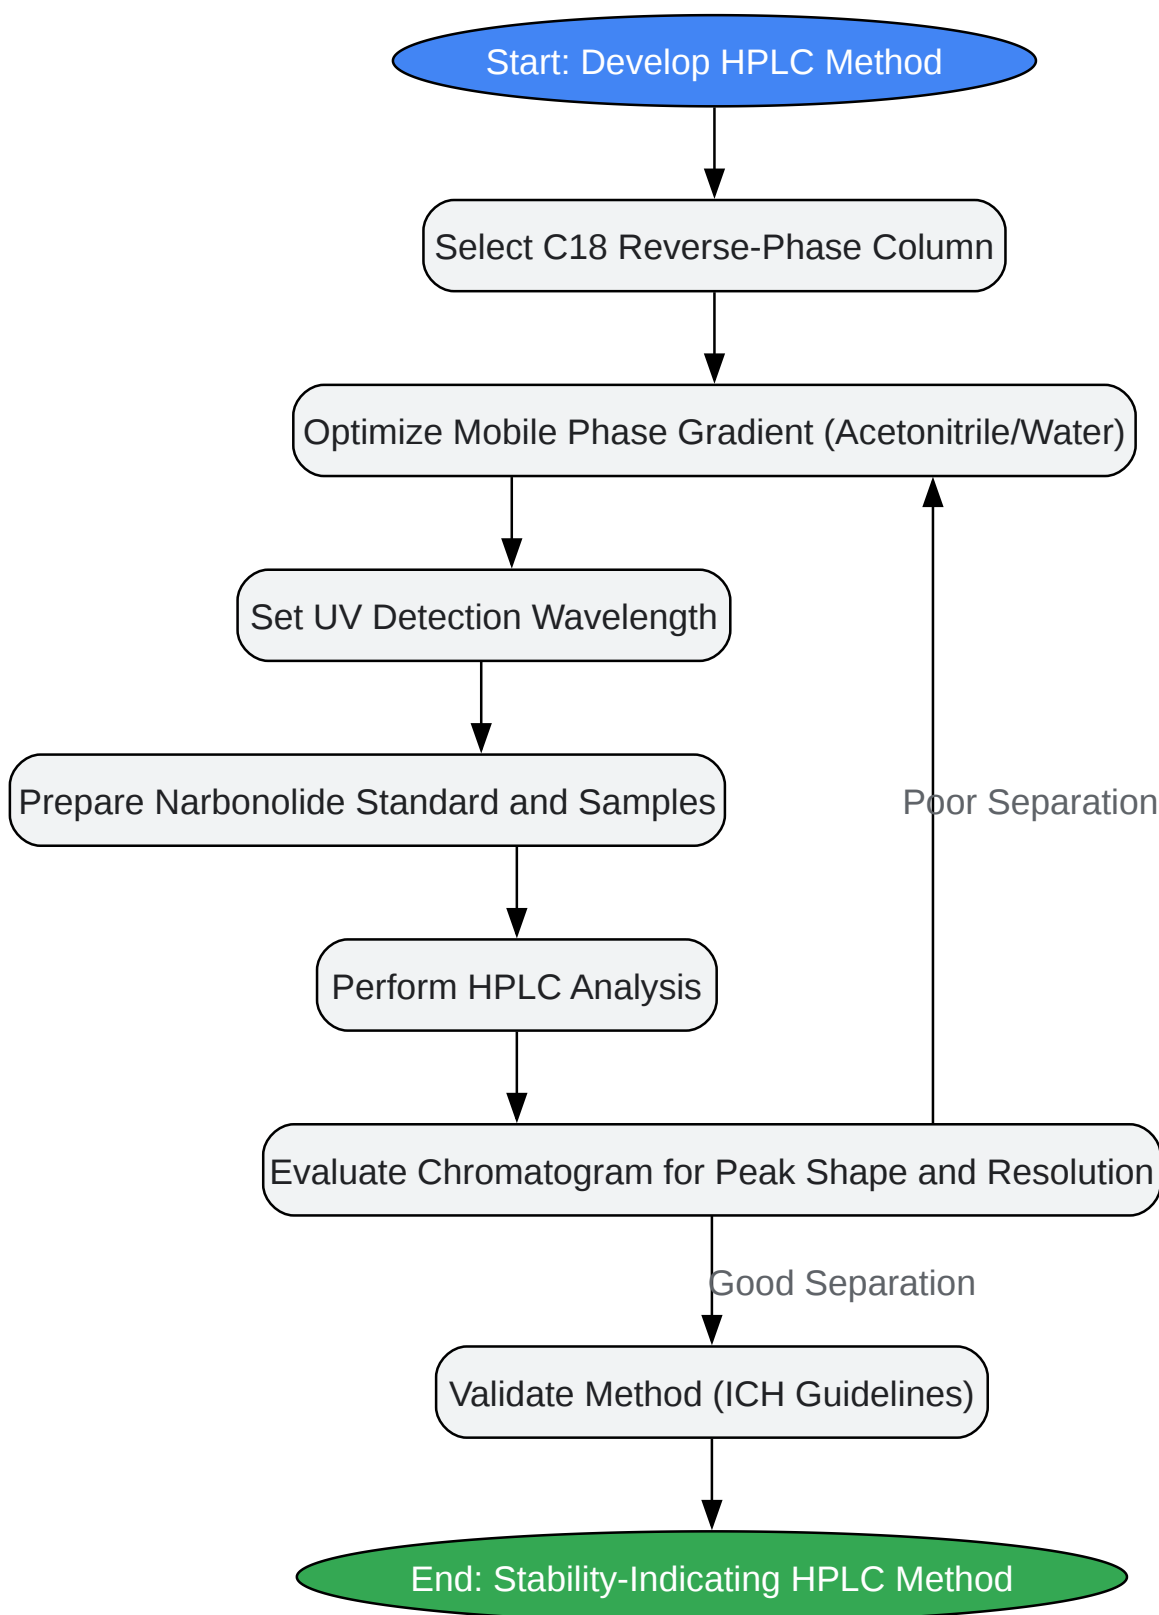 Start: Develop HPLC Method
Select C18 Reverse-Phase Column
Optimize Mobile Phase Gradient (Acetonitrile/Water)
Set UV Detection Wavelength
Prepare Narbonolide Standard and Samples
Poor Separation
Perform HPLC Analysis
Evaluate Chromatogram for Peak Shape and Resolution
Good Separation
Validate Method (ICH Guidelines)
End: Stability-Indicating HPLC Method